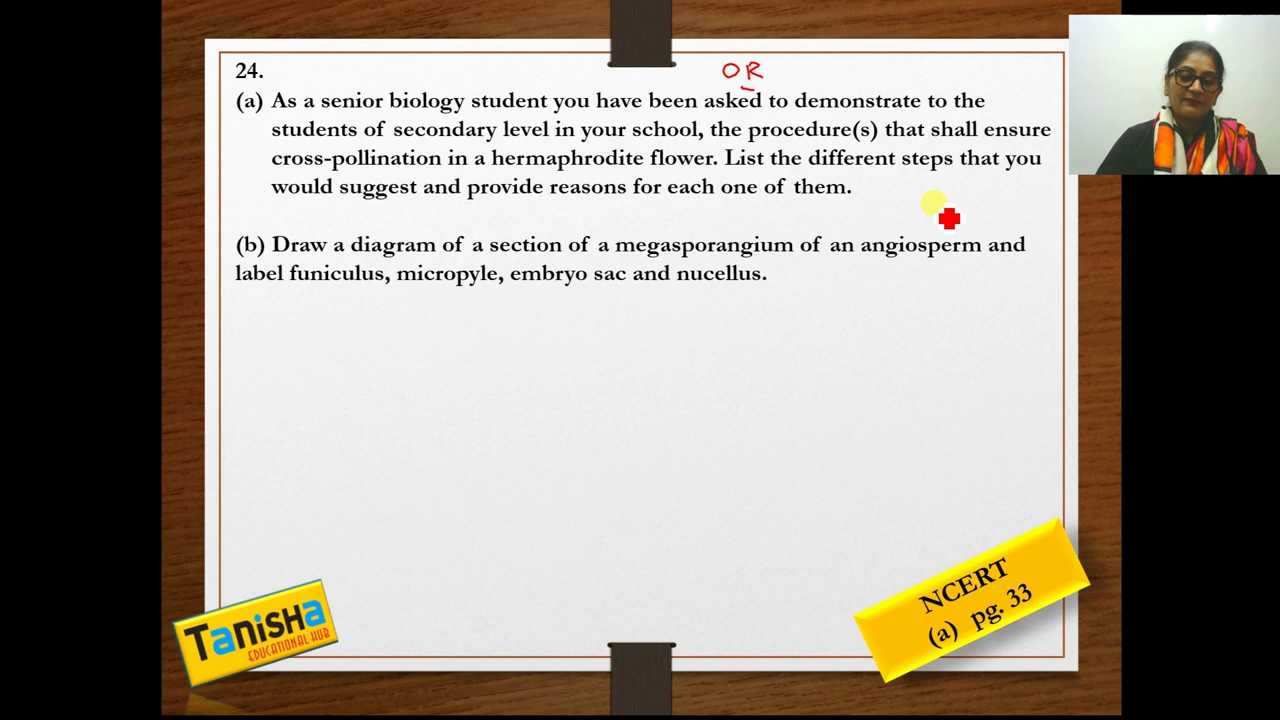 24.
OR
(a) As a senior biology student you have been asked to demonstrate to the
students of secondary level in your school, the procedure(s) that shall ensure
cross-pollination in a hermaphrodite flower. List the different steps that you
would suggest and provide reasons for each one of them.
(b) Draw a diagram of a section of a megasporangium of an angiosperm and
label funiculus, micropyle, embryo sac and nucellus.
NCERT
(a) pg. 33
TaniSHa
EDUCATIONAL HUB